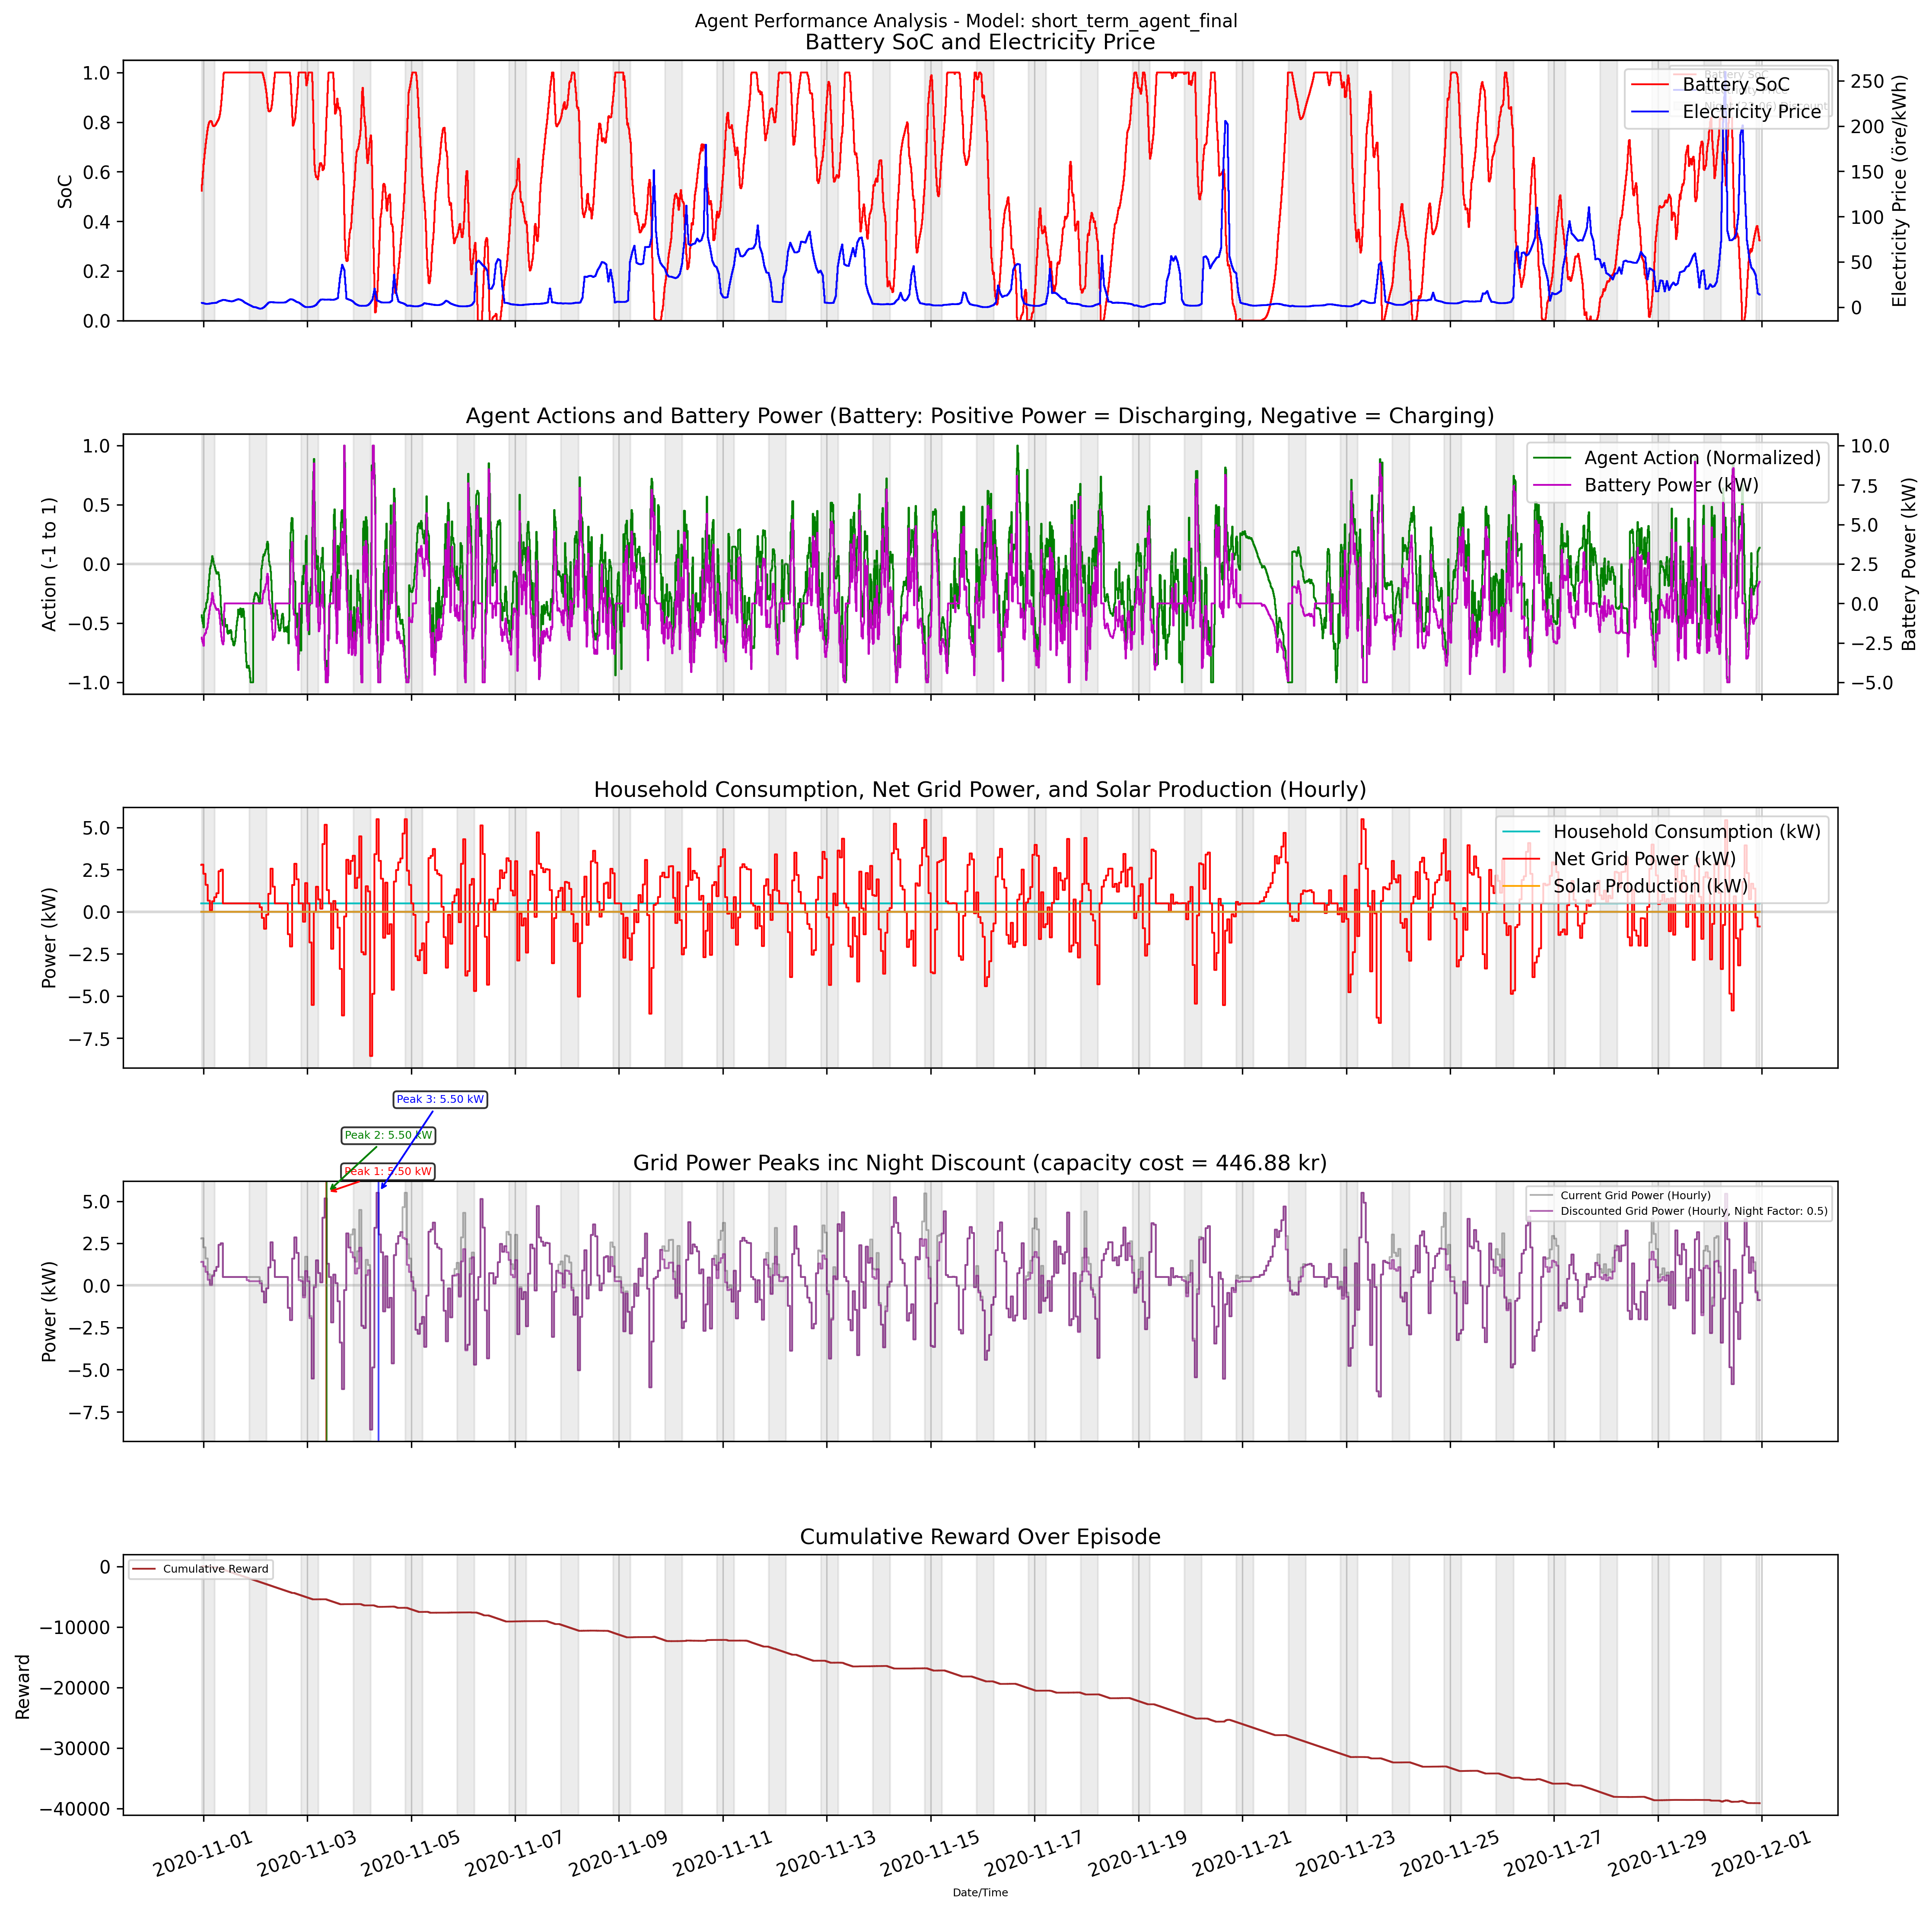 Agent Performance Analysis - Model: short_term_agent_final
Battery SoC and Electricity Price
1.0
0.8
0.6
0.4
0.2
0.0
SoC
250
200
150
100
50
0
Electricity Price (öre/kWh)
Battery SoC
Electricity Price
Agent Actions and Battery Power (Battery: Positive Power = Discharging, Negative = Charging)
1.0
0.5
0.0
−0.5
−1.0
Action (-1 to 1)
10.0
7.5
5.0
2.5
0.0
−2.5
−5.0
Battery Power (kW)
Agent Action (Normalized)
Battery Power (kW)
Household Consumption, Net Grid Power, and Solar Production (Hourly)
5.0
2.5
0.0
−2.5
−5.0
−7.5
Power (kW)
Household Consumption (kW)
Net Grid Power (kW)
Solar Production (kW)
Peak 3: 5.50 kW
Peak 2: 5.50 kW
Peak 1: 5.50 kW
Grid Power Peaks inc Night Discount (capacity cost = 446.88 kr)
5.0
2.5
0.0
−2.5
−5.0
−7.5
Power (kW)
Current Grid Power (Hourly)
Discounted Grid Power (Hourly, Night Factor: 0.5)
Cumulative Reward Over Episode
0
−10000
−20000
−30000
−40000
Reward
Cumulative Reward
2020-11-01
2020-11-03
2020-11-05
2020-11-07
2020-11-09
2020-11-11
2020-11-13
2020-11-15
2020-11-17
2020-11-19
2020-11-21
2020-11-23
2020-11-25
2020-11-27
2020-11-29
2020-12-01
Date/Time